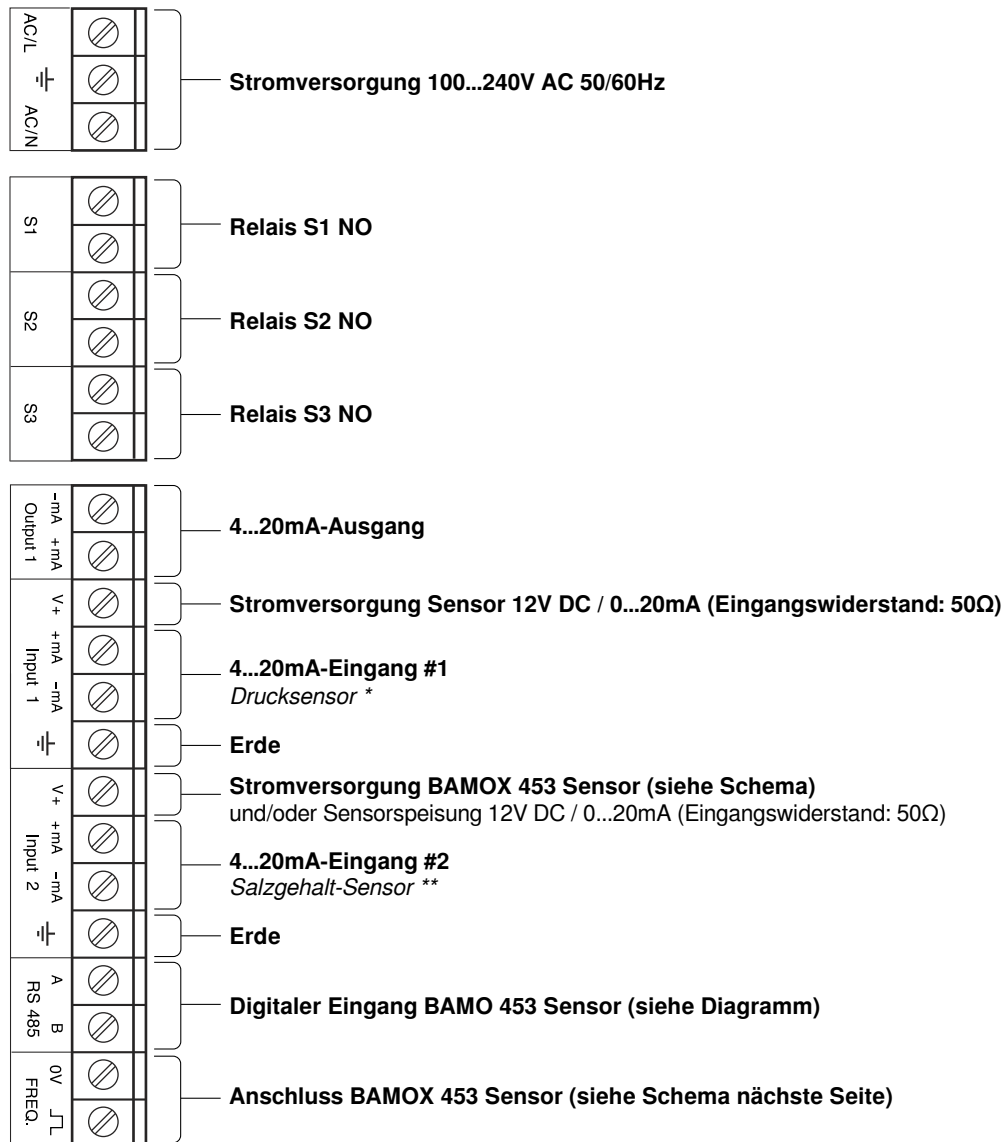 AC/L
AC/N
Stromversorgung 100...240V AC 50/60Hz
S1
Relais S1 NO
S2
Relais S2 NO
S3
Relais S3 NO
-mA +mA
Output 1
4...20mA-Ausgang
V+ +mA -mA
Input 1
Stromversorgung Sensor 12V DC / 0...20mA (Eingangswiderstand: 50Ω)
4...20mA-Eingang #1
Drucksensor *
Erde
V+ +mA -mA
Input 2
Stromversorgung BAMOX 453 Sensor (siehe Schema)
und/oder Sensorspeisung 12V DC / 0...20mA (Eingangswiderstand: 50Ω)
4...20mA-Eingang #2
Salzgehalt-Sensor **
Erde
A B
RS 485
Digitaler Eingang BAMO 453 Sensor (siehe Diagramm)
0V
FREQ.
Anschluss BAMOX 453 Sensor (siehe Schema nächste Seite)